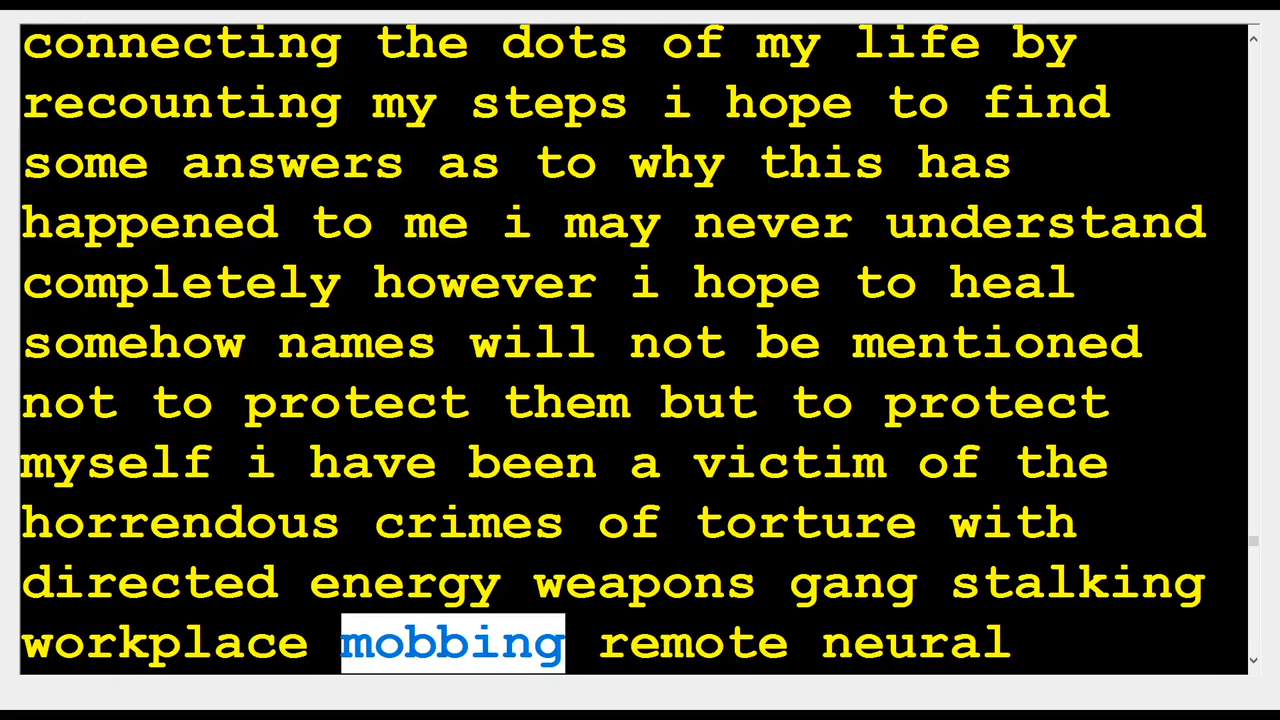 connecting the dots of my life by
recounting my steps i hope to find
some answers as to why this has
happened to me i may never understand
completely however i hope to heal
somehow names will not be mentioned
not to protect them but to protect
myself i have been a victim of the
horrendous crimes of torture with
directed energy weapons gang stalking
workplace mobbing remote neural